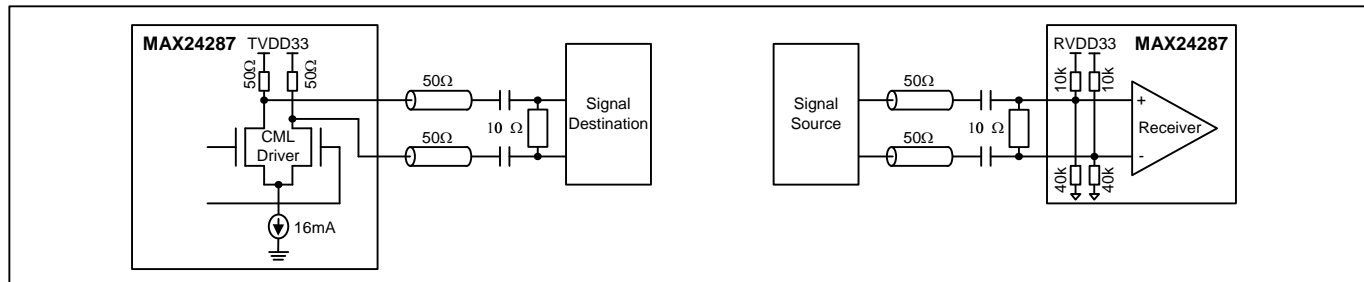 MAX24287
TVDD33
50Ω
50Ω
CML
Driver
16mA
50Ω
50Ω
10 Ω
Signal
Destination
Signal
Source
50Ω
50Ω
10 Ω
RVDD33
MAX24287
10k
10k
+
Receiver
-
40k
40k